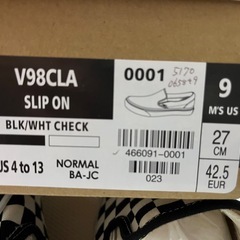 V98CLA
SLIP ON
BLK/WHT CHECK
US 4 to 13
NORMAL
BA-JC
0001
5170
466091-0001
023
9
M'S US
27
CM
42.5
EUR